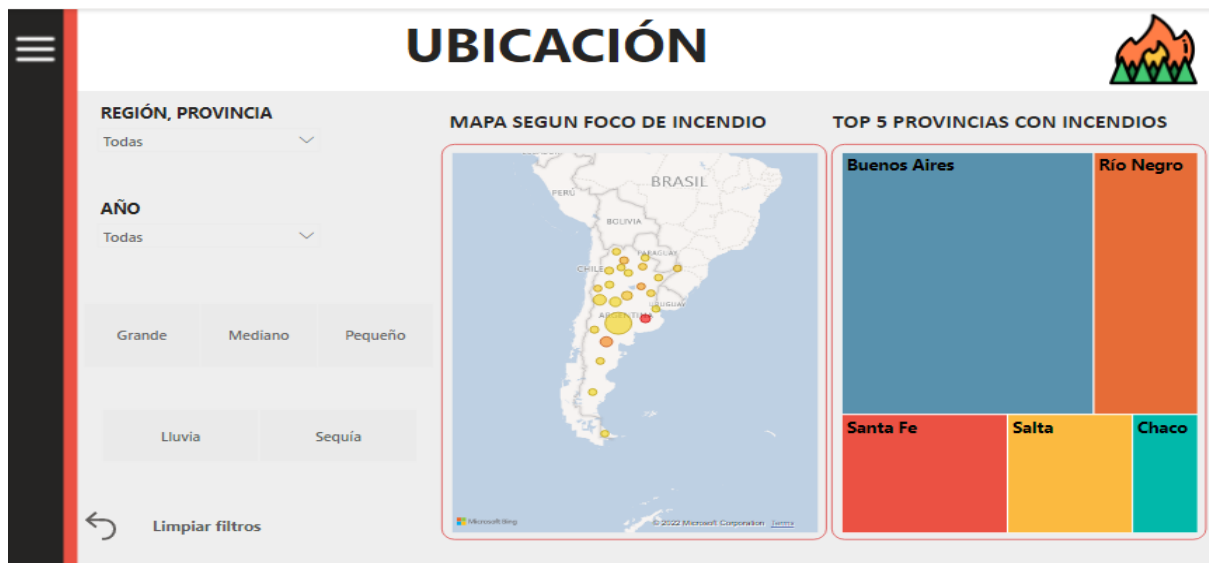 UBICACIÓN
REGIÓN, PROVINCIA
Todas
AÑO
Todas
Grande Mediano Pequeño
Lluvia Sequía
Limpiar filtros
MAPA SEGUN FOCO DE INCENDIO
BRASIL
PERÚ
BOLIVIA
PARAGUAY
CHILE
URUGUAY
ARGENTINA
Microsoft Bing
© 2022 Microsoft Corporation Terms
TOP 5 PROVINCIAS CON INCENDIOS
Buenos Aires Río Negro
Santa Fe Salta Chaco